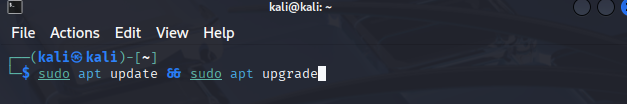 kali@kali: ~
File Actions Edit View Help
┌──(kali㉿kali)-[~]
└─$ sudo apt update && sudo apt upgrade